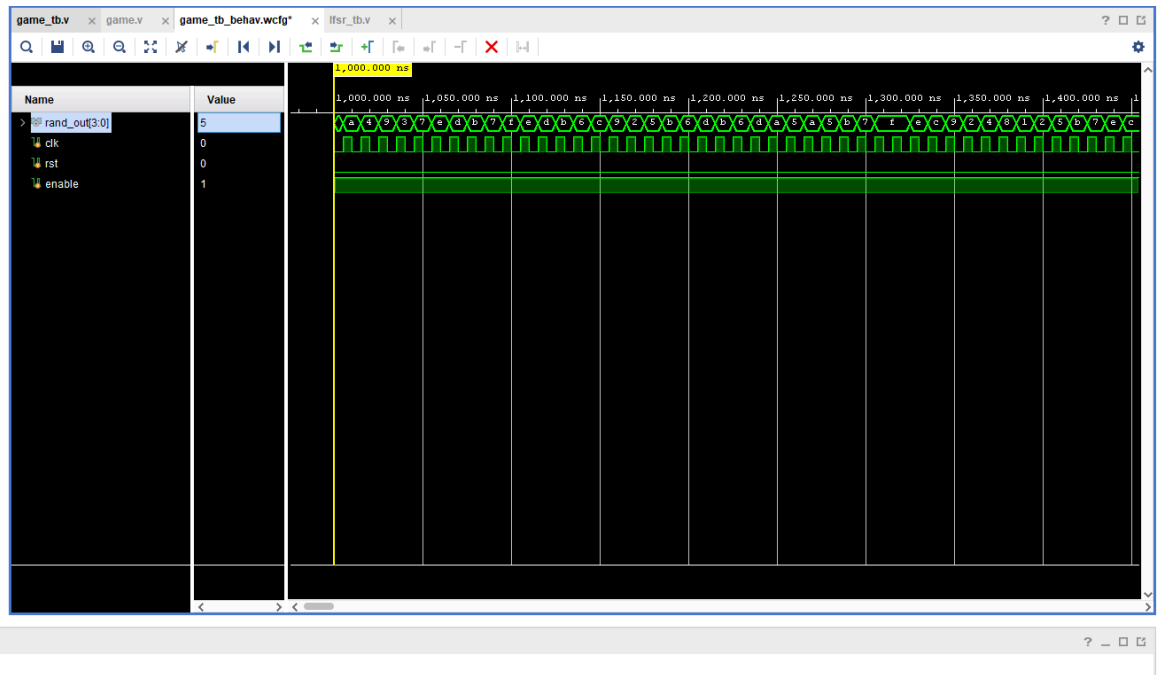 game_tb.v × game.v × game_tb_behav.wcfg* × lfsr_tb.v × ?
1,000.000 ns
Name Value 1,000.000 ns 1,050.000 ns 1,100.000 ns 1,150.000 ns 1,200.000 ns 1,250.000 ns 1,300.000 ns 1,350.000 ns 1,400.000 ns 1
rand_out[3:0] 5 a 4 9 3 7 e d b 7 f e d b 6 c 9 2 5 b 6 d b 6 d a 5 a 5 b 7 f e c 9 2 4 8 1 2 5 b 7 e c
clk 0
rst 0
enable 1
?